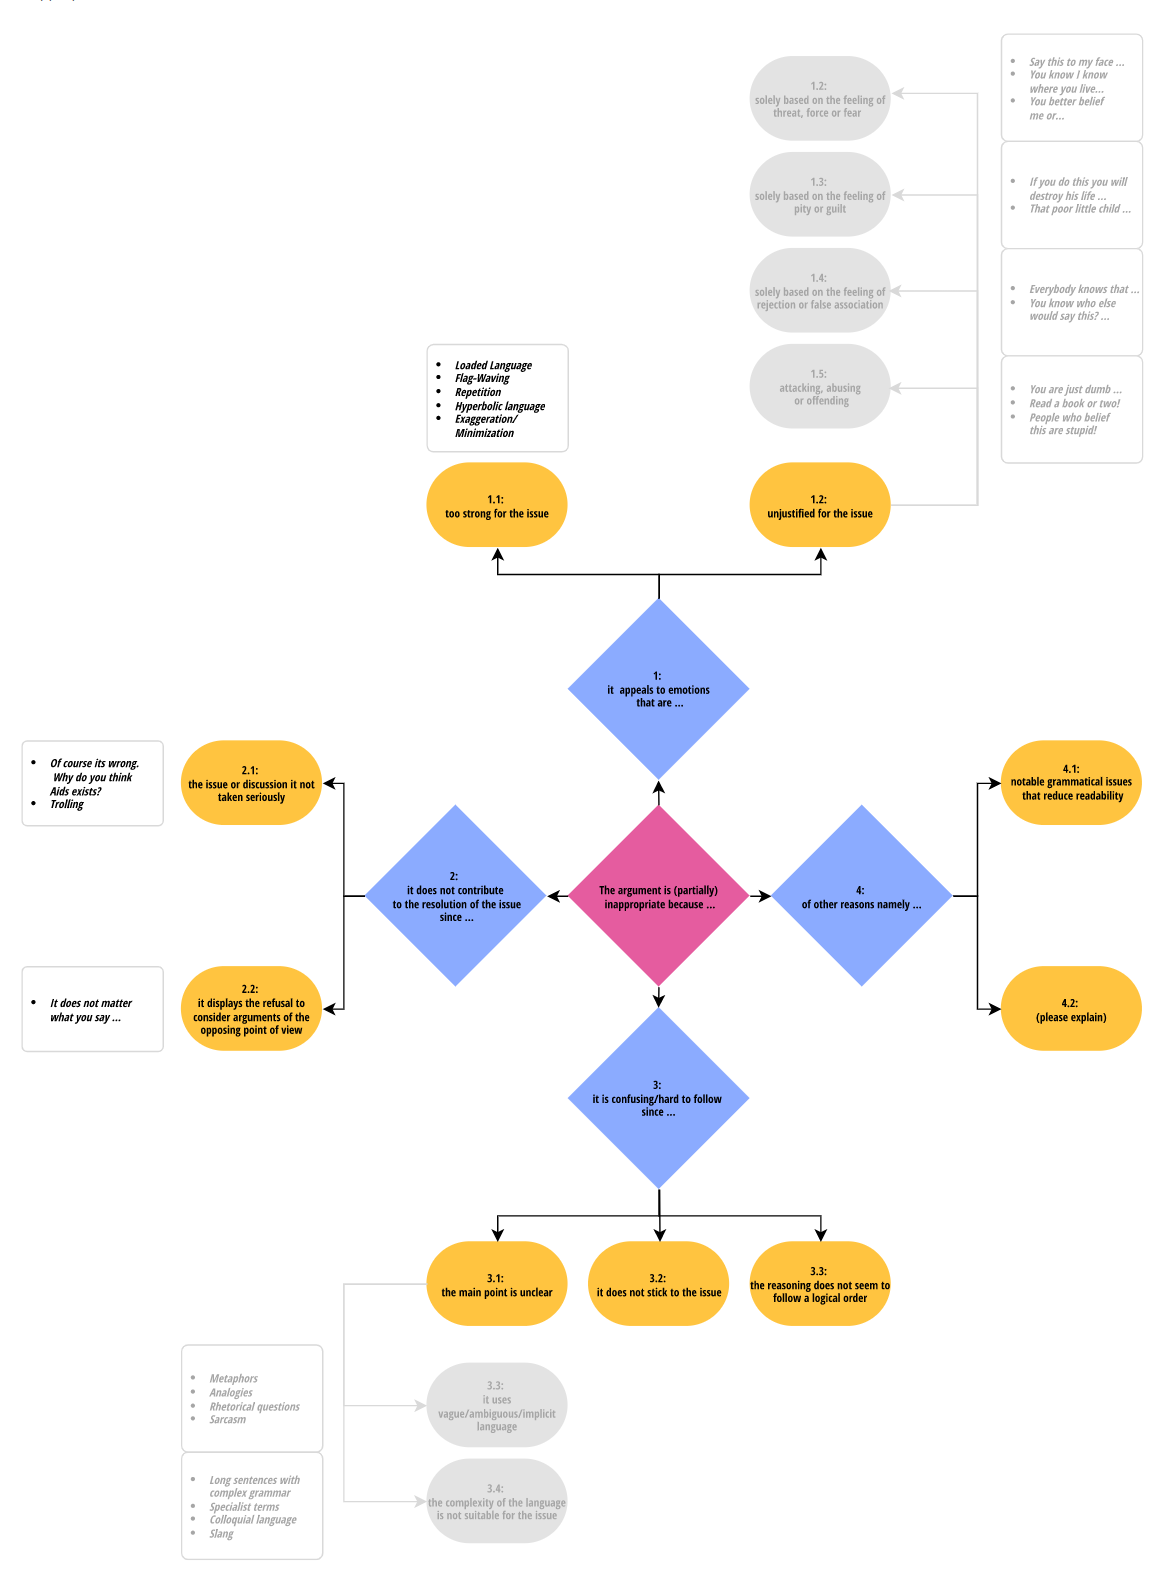 1.2:
solely based on the feeling of
threat, force or fear
1.3:
solely based on the feeling of
pity or guilt
1.4:
solely based on the feeling of
rejection or false association
1.5:
attacking, abusing
or offending
• Say this to my face ...
• You know I know
where you live...
• You better belief
me or...
• If you do this you will
destroy his life ...
• That poor little child ...
• Everybody knows that ...
• You know who else
would say this? ...
• You are just dumb ...
• Read a book or two!
• People who belief
this are stupid!
• Loaded Language
• Flag-Waving
• Repetition
• Hyperbolic language
• Exaggeration/
Minimization
1.1:
too strong for the issue
1.2:
unjustified for the issue
1:
it appeals to emotions
that are ...
• Of course its wrong.
Why do you think
Aids exists?
• Trolling
2.1:
the issue or discussion it not
taken seriously
4.1:
notable grammatical issues
that reduce readability
2:
it does not contribute
to the resolution of the issue
since ...
The argument is (partially)
inappropriate because ...
4:
of other reasons namely ...
• It does not matter
what you say ...
2.2:
it displays the refusal to
consider arguments of the
opposing point of view
4.2:
(please explain)
3:
it is confusing/hard to follow
since ...
3.1:
the main point is unclear
3.2:
it does not stick to the issue
3.3:
the reasoning does not seem to
follow a logical order
• Metaphors
• Analogies
• Rhetorical questions
• Sarcasm
3.3:
it uses
vague/ambiguous/implicit
language
• Long sentences with
complex grammar
• Specialist terms
• Colloquial language
• Slang
3.4:
the complexity of the language
is not suitable for the issue